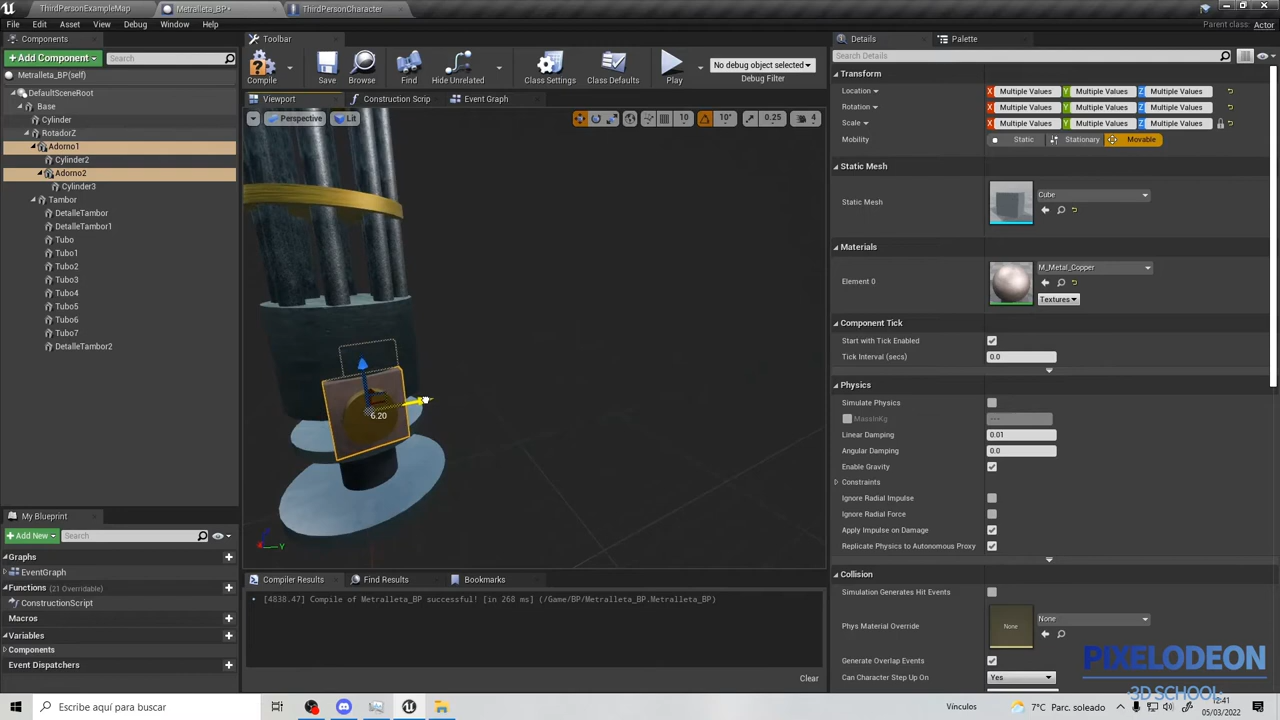 ThirdPersonExampleMap
Metralleta_BP*
ThirdPersonCharacter
File Edit Asset View Debug Window Help
Parent class: Actor
Components
+ Add Component
Search
Metralleta_BP(self)
DefaultSceneRoot
Base
Cylinder
RotadorZ
Adorno1
Cylinder2
Adorno2
Cylinder3
Tambor
DetalleTambor
DetalleTambor1
Tubo
Tubo1
Tubo2
Tubo3
Tubo4
Tubo5
Tubo6
Tubo7
DetalleTambor2
My Blueprint
+ Add New
Search
Graphs
EventGraph
Functions (21 Overridable)
ConstructionScript
Macros
Variables
Components
Event Dispatchers
Toolbar
Compile
Save
Browse
Find
Hide Unrelated
Class Settings
Class Defaults
Play
No debug object selected
Debug Filter
Viewport
Construction Scrip
Event Graph
Perspective
Lit
10
10°
0.25
4
6.20
Y
Compiler Results
Find Results
Bookmarks
[4838.47] Compile of Metralleta_BP successful! [in 268 ms] (/Game/BP/Metralleta_BP.Metralleta_BP)
Clear
Details
Palette
Search Details
Transform
Location X Multiple Values Y Multiple Values Z Multiple Values
Rotation X Multiple Values Y Multiple Values Z Multiple Values
Scale X Multiple Values Y Multiple Values Z Multiple Values
Mobility Static Stationary Movable
Static Mesh
Static Mesh Cube
Materials
Element 0 M_Metal_Copper
Textures
Component Tick
Start with Tick Enabled
Tick Interval (secs) 0.0
Physics
Simulate Physics
MassInKg ---
Linear Damping 0.01
Angular Damping 0.0
Enable Gravity
Constraints
Ignore Radial Impulse
Ignore Radial Force
Apply Impulse on Damage
Replicate Physics to Autonomous Proxy
Collision
Simulation Generates Hit Events
Phys Material Override None None
Generate Overlap Events
Can Character Step Up On Yes
PIXELODEON
3D SCHOOL
Escribe aquí para buscar
Vínculos
7°C Parc. soleado
12:41
05/03/2022